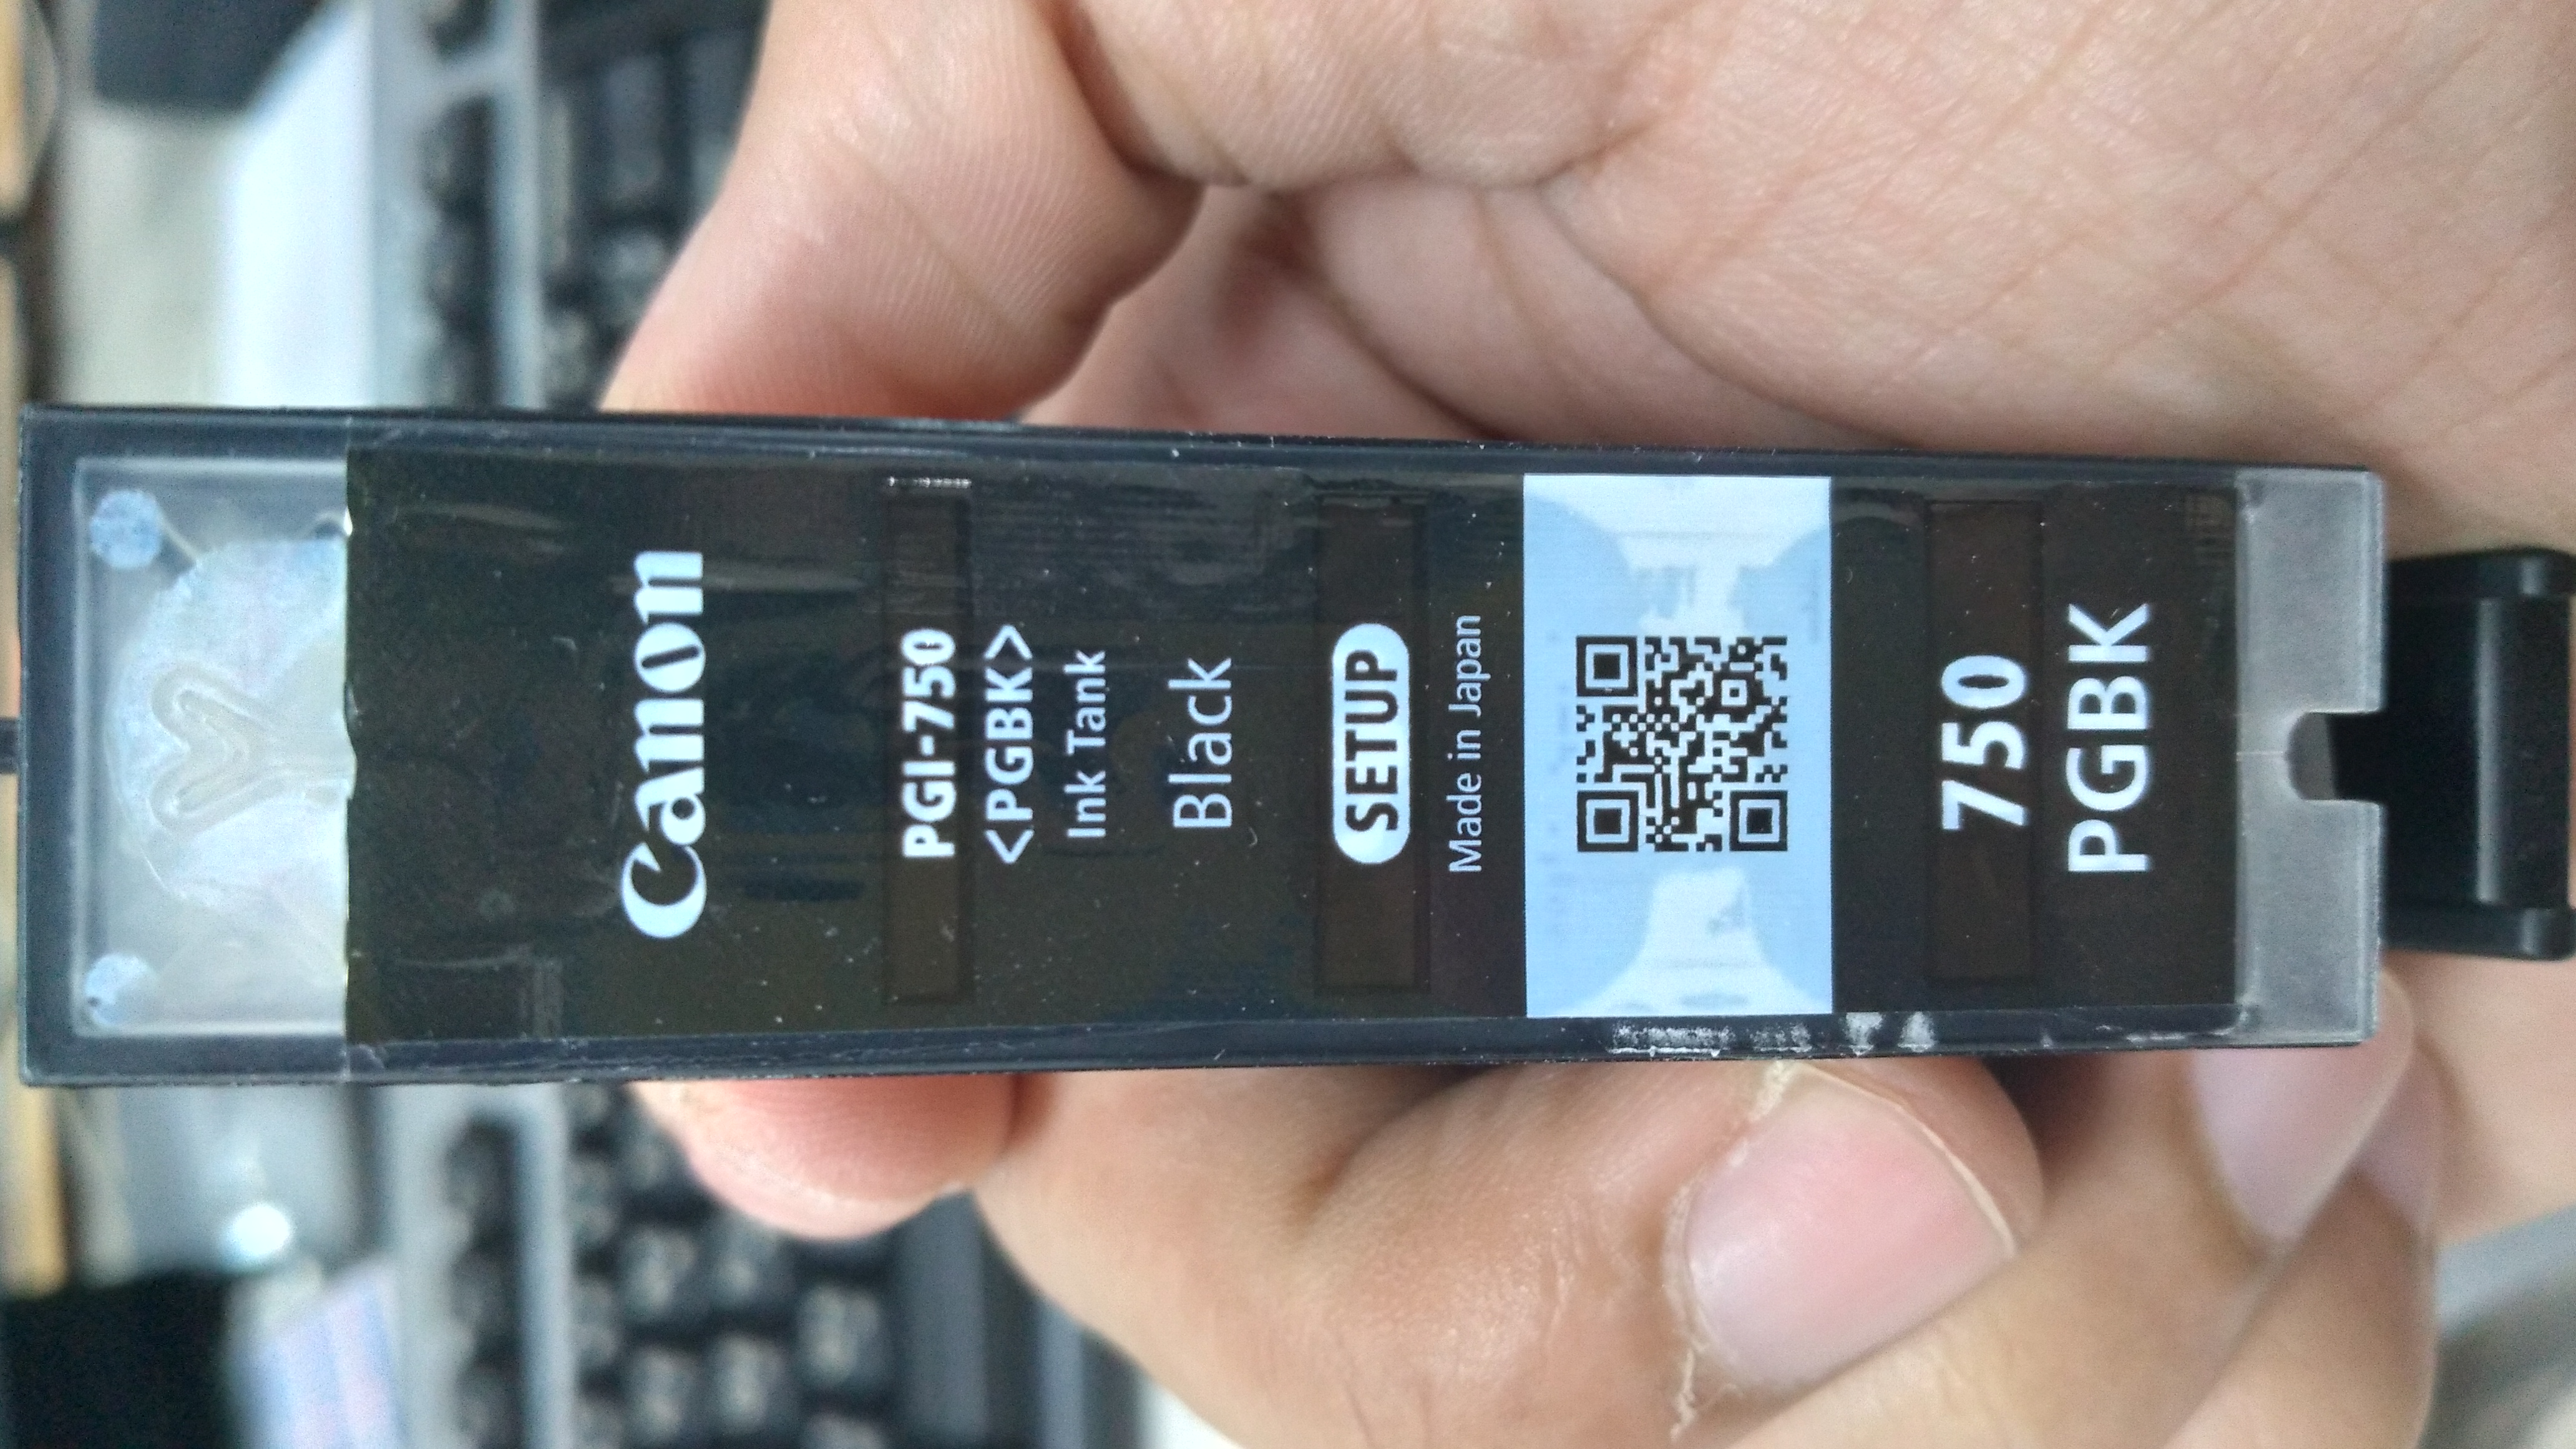 Canon
PGI-750
<PGBK>
Ink Tank
Black
SETUP
Made in Japan
750
PGBK